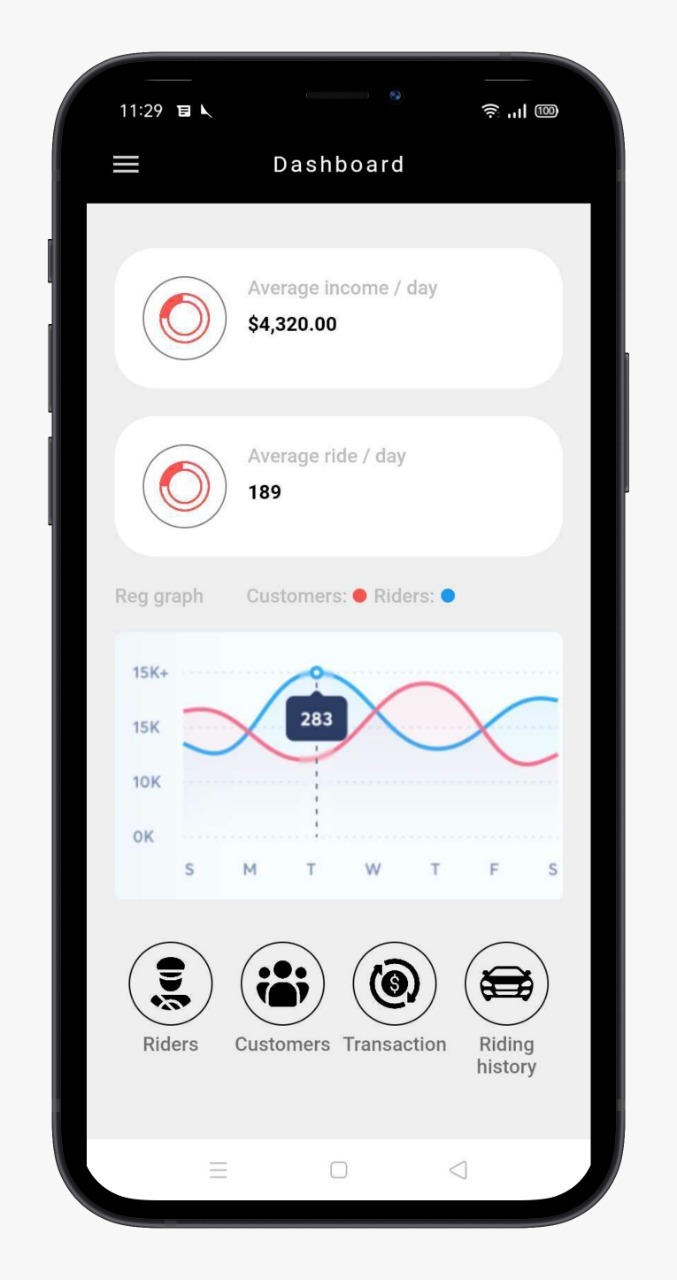 11:29
100
Dashboard
Average income / day
$4,320.00
Average ride / day
189
Reg graph Customers: Riders:
15K+
283
15K
10K
0K
S M T W T F S
Riders Customers Transaction Riding
history